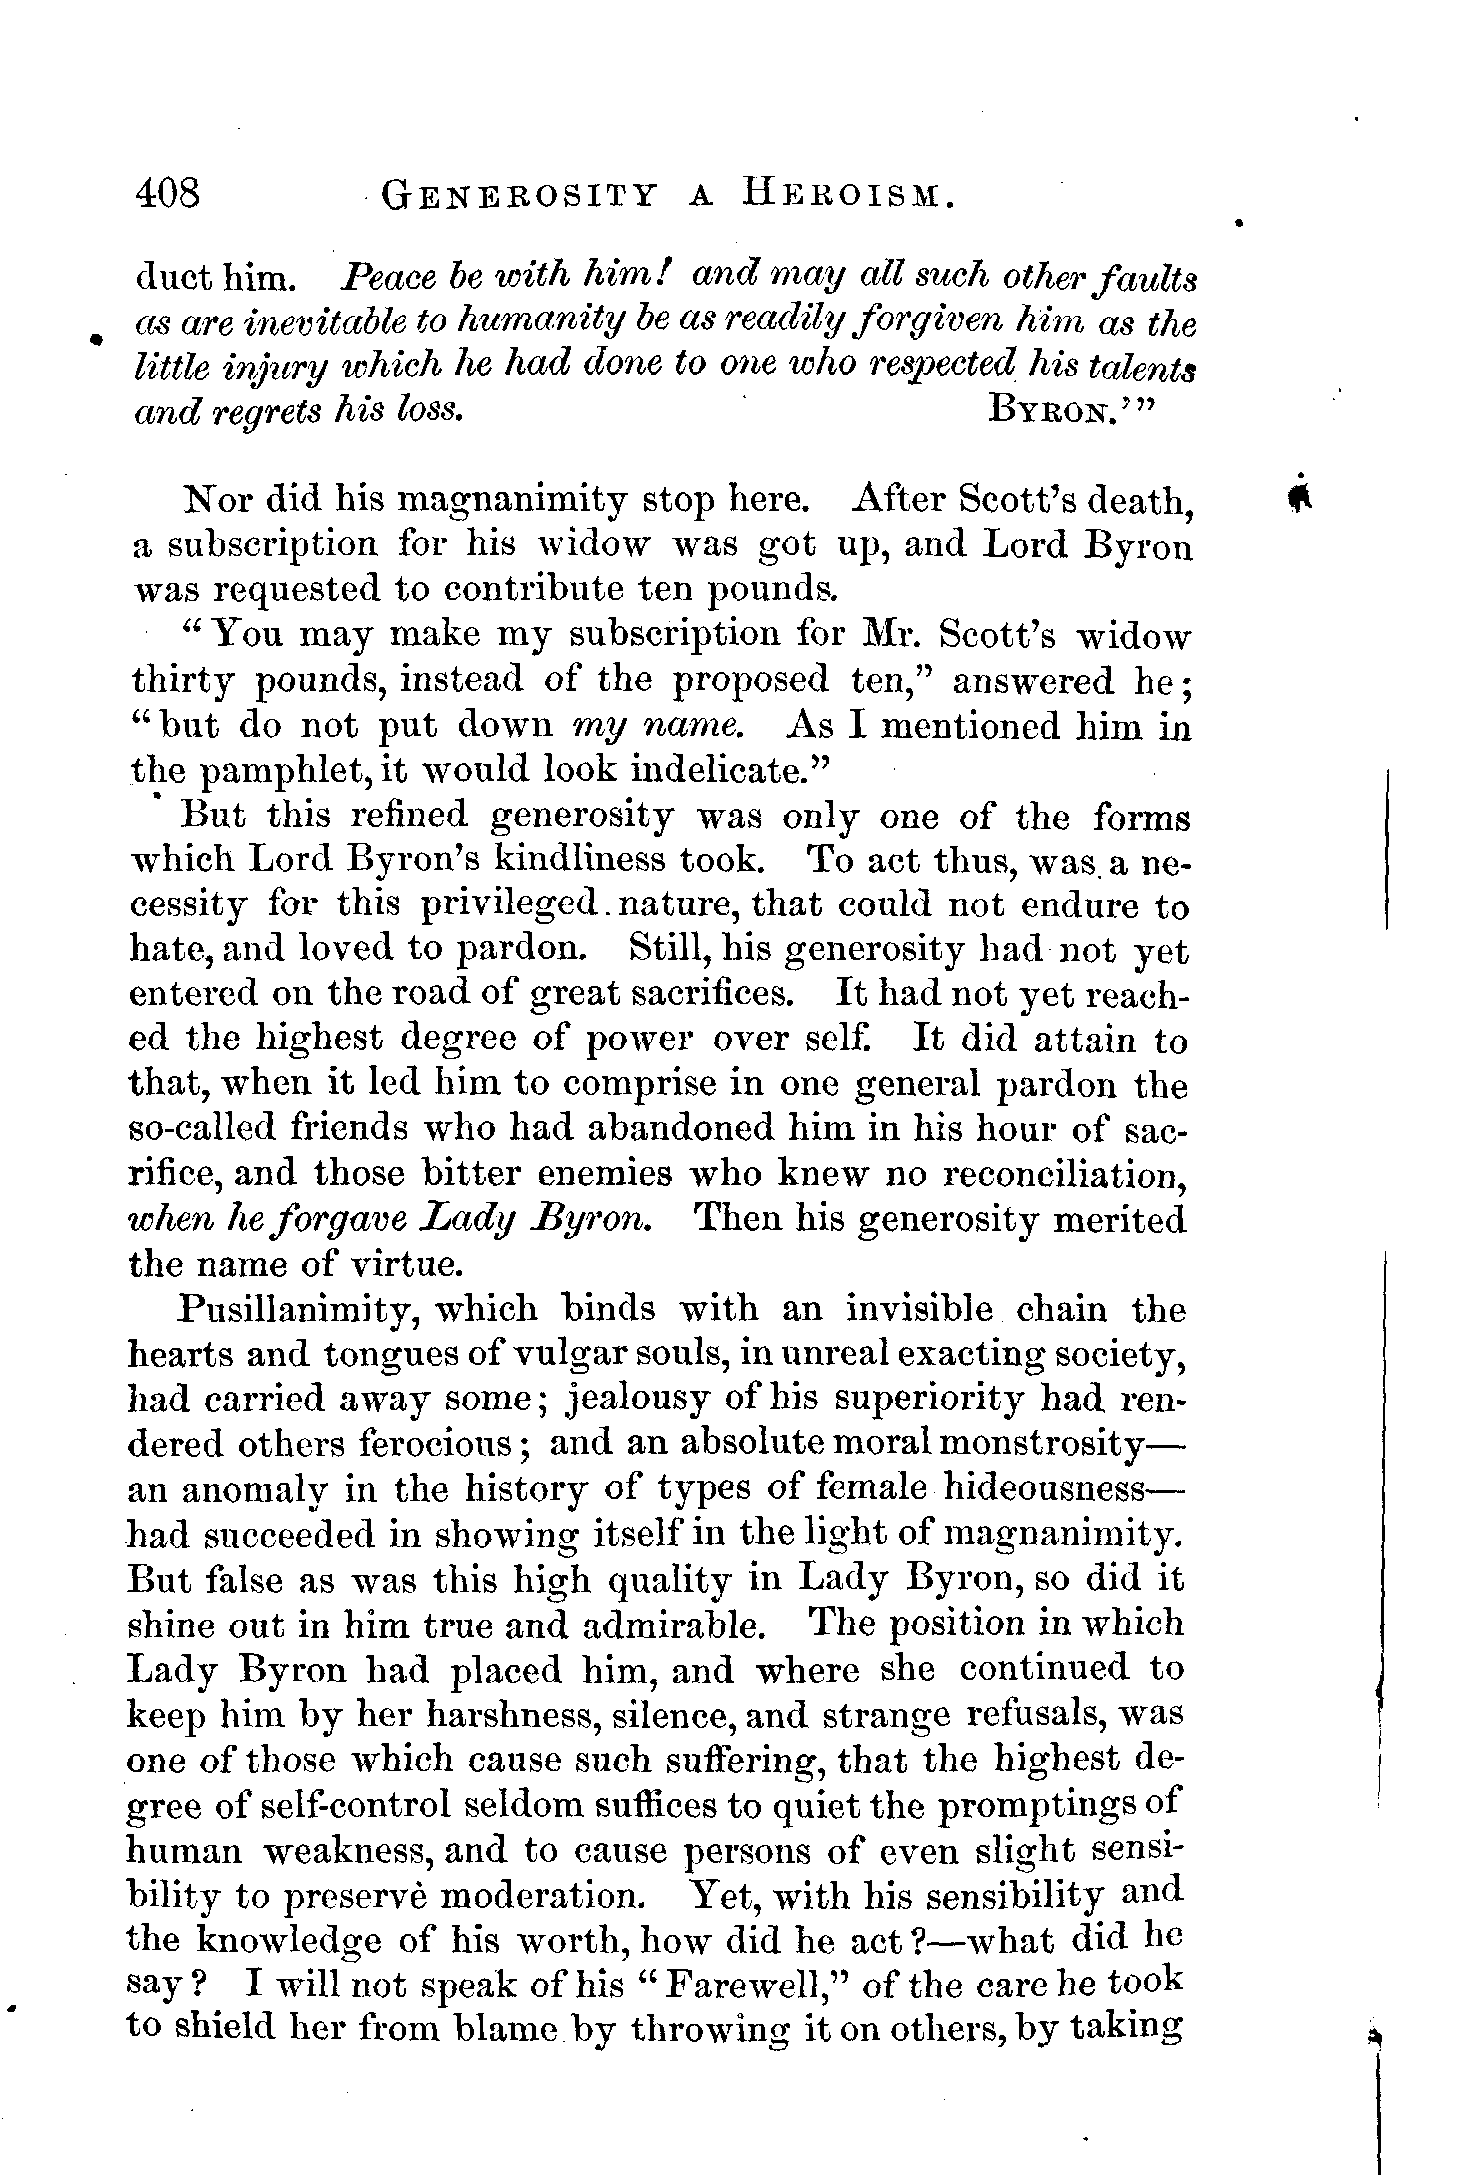 408 GENEROSITY A HEROISM.
duct him. Peace be with him! and may all such other faults
as are inevitable to humanity be as readily forgiven him as the
little injury which he had done to one who respected his talents
and regrets his loss. BYRON.'"
Nor did his magnanimity stop here. After Scott's death,
a subscription for his widow was got up, and Lord Byron
was requested to contribute ten pounds.
"You may make my subscription for Mr. Scott's widow
thirty pounds, instead of the proposed ten," answered he;
"but do not put down my name. As I mentioned him in
the pamphlet, it would look indelicate."
But this refined generosity was only one of the forms
which Lord Byron's kindliness took. To act thus, was a ne-
cessity for this privileged nature, that could not endure to
hate, and loved to pardon. Still, his generosity had not yet
entered on the road of great sacrifices. It had not yet reach-
ed the highest degree of power over self. It did attain to
that, when it led him to comprise in one general pardon the
so-called friends who had abandoned him in his hour of sac-
rifice, and those bitter enemies who knew no reconciliation,
when he forgave Lady Byron. Then his generosity merited
the name of virtue.
Pusillanimity, which binds with an invisible chain the
hearts and tongues of vulgar souls, in unreal exacting society,
had carried away some; jealousy of his superiority had ren-
dered others ferocious; and an absolute moral monstrosity—
an anomaly in the history of types of female hideousness—
had succeeded in showing itself in the light of magnanimity.
But false as was this high quality in Lady Byron, so did it
shine out in him true and admirable. The position in which
Lady Byron had placed him, and where she continued to
keep him by her harshness, silence, and strange refusals, was
one of those which cause such suffering, that the highest de-
gree of self-control seldom suffices to quiet the promptings of
human weakness, and to cause persons of even slight sensi-
bility to preserve moderation. Yet, with his sensibility and
the knowledge of his worth, how did he act?—what did he
say? I will not speak of his "Farewell," of the care he took
to shield her from blame by throwing it on others, by taking